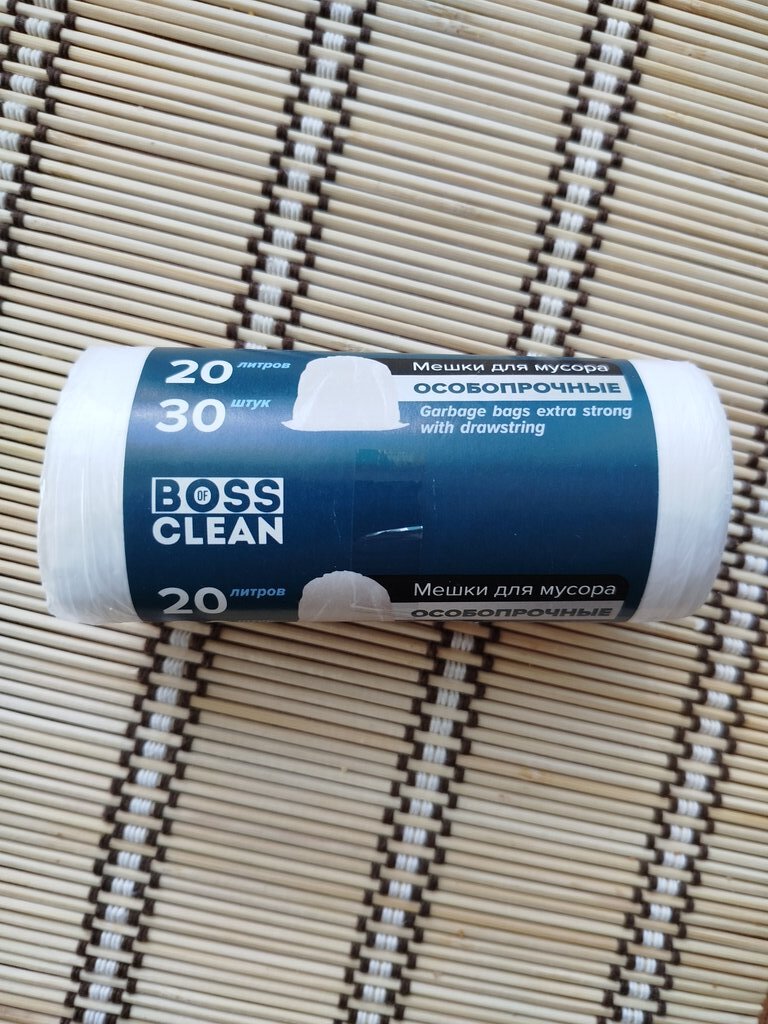 20 литров
30 штук
Мешки для мусора
ОСОБОПРОЧНЫЕ
Garbage bags extra strong
with drawstring
BOSS
OF
CLEAN
20 литров
Мешки для мусора
ОСОБОПРОЧНЫЕ